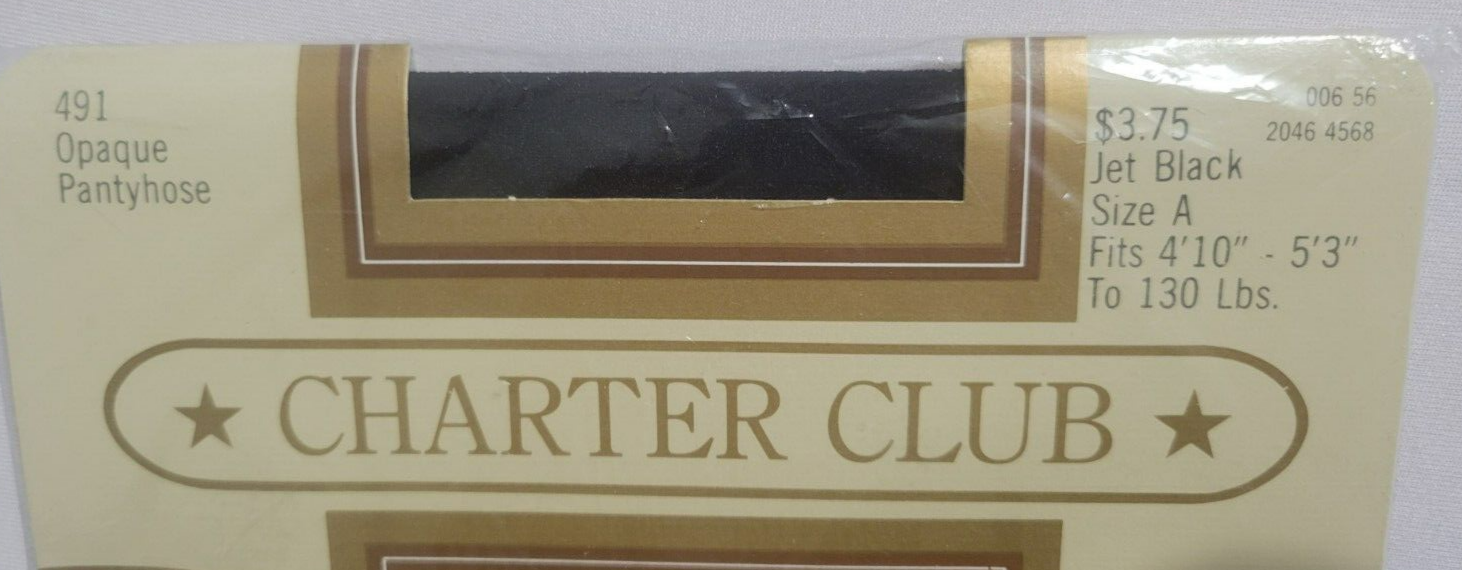 491
Opaque
Pantyhose
006 56
$3.75 2046 4568
Jet Black
Size A
Fits 4'10" - 5'3"
To 130 Lbs.
★ CHARTER CLUB ★